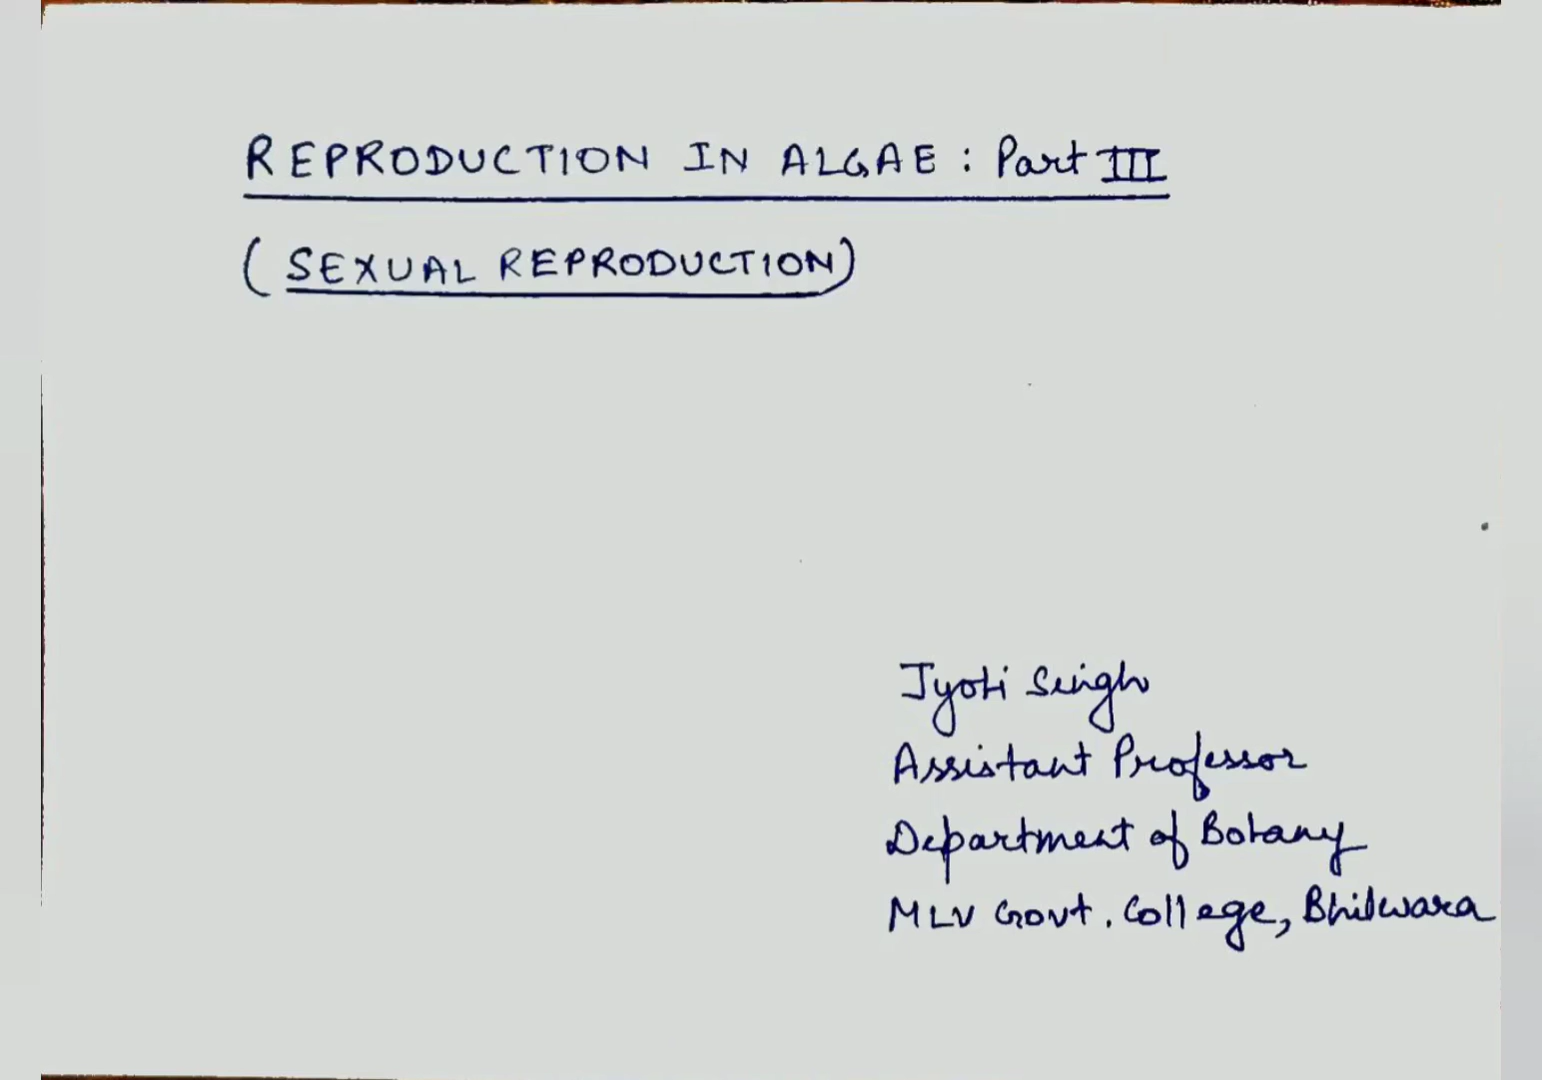 REPRODUCTION IN ALGAE : Part III
(SEXUAL REPRODUCTION)
Jyoti Singh
Assistant Professor
Department of Botany
MLV Govt. College, Bhilwara